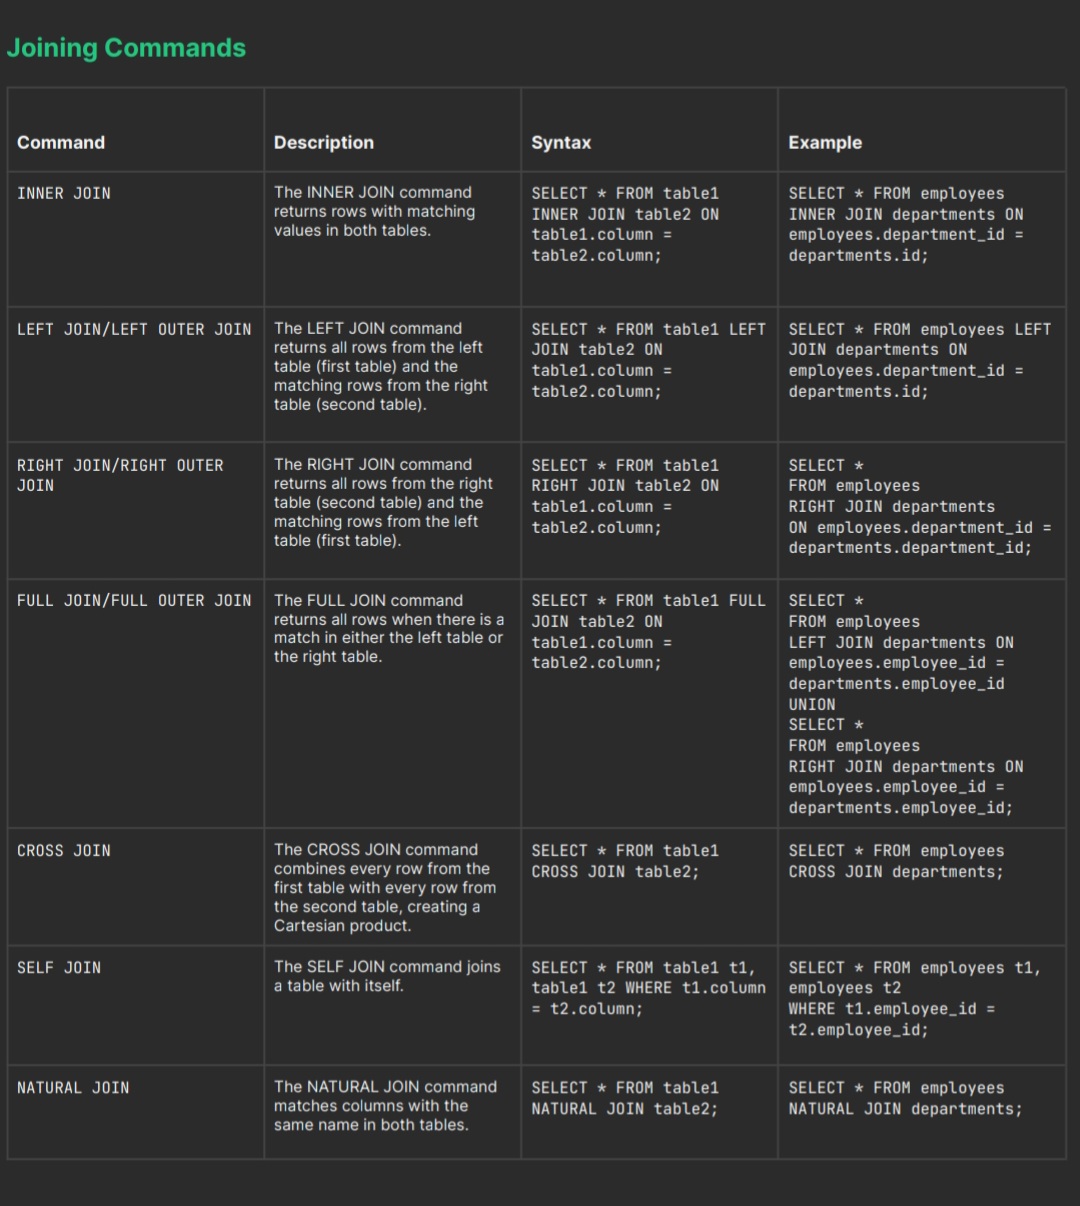 Joining Commands
Command
Description
Syntax
Example
INNER JOIN
The INNER JOIN command
returns rows with matching
values in both tables.
SELECT * FROM table1
INNER JOIN table2 ON
table1.column =
table2.column;
SELECT * FROM employees
INNER JOIN departments ON
employees.department_id =
departments.id;
LEFT JOIN/LEFT OUTER JOIN
The LEFT JOIN command
returns all rows from the left
table (first table) and the
matching rows from the right
table (second table).
SELECT * FROM table1 LEFT
JOIN table2 ON
table1.column =
table2.column;
SELECT * FROM employees LEFT
JOIN departments ON
employees.department_id =
departments.id;
RIGHT JOIN/RIGHT OUTER
JOIN
The RIGHT JOIN command
returns all rows from the right
table (second table) and the
matching rows from the left
table (first table).
SELECT * FROM table1
RIGHT JOIN table2 ON
table1.column =
table2.column;
SELECT *
FROM employees
RIGHT JOIN departments
ON employees.department_id =
departments.department_id;
FULL JOIN/FULL OUTER JOIN
The FULL JOIN command
returns all rows when there is a
match in either the left table or
the right table.
SELECT * FROM table1 FULL
JOIN table2 ON
table1.column =
table2.column;
SELECT *
FROM employees
LEFT JOIN departments ON
employees.employee_id =
departments.employee_id
UNION
SELECT *
FROM employees
RIGHT JOIN departments ON
employees.employee_id =
departments.employee_id;
CROSS JOIN
The CROSS JOIN command
combines every row from the
first table with every row from
the second table, creating a
Cartesian product.
SELECT * FROM table1
CROSS JOIN table2;
SELECT * FROM employees
CROSS JOIN departments;
SELF JOIN
The SELF JOIN command joins
a table with itself.
SELECT * FROM table1 t1,
table1 t2 WHERE t1.column
= t2.column;
SELECT * FROM employees t1,
employees t2
WHERE t1.employee_id =
t2.employee_id;
NATURAL JOIN
The NATURAL JOIN command
matches columns with the
same name in both tables.
SELECT * FROM table1
NATURAL JOIN table2;
SELECT * FROM employees
NATURAL JOIN departments;